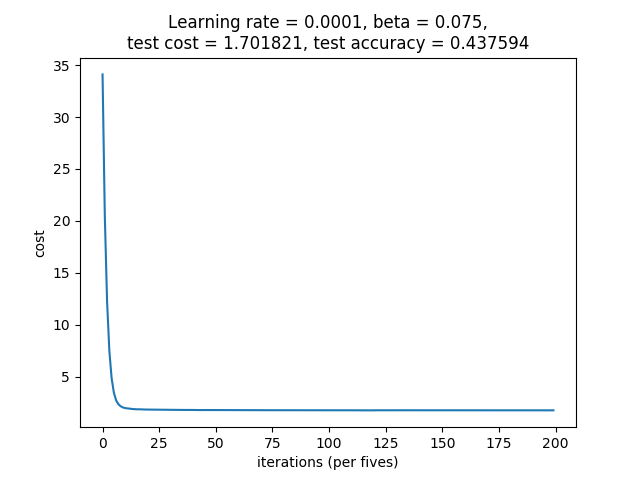 Learning rate = 0.0001, beta = 0.075,
test cost = 1.701821, test accuracy = 0.437594
35
30
25
20
15
10
5
cost
0 25 50 75 100 125 150 175 200
iterations (per fives)